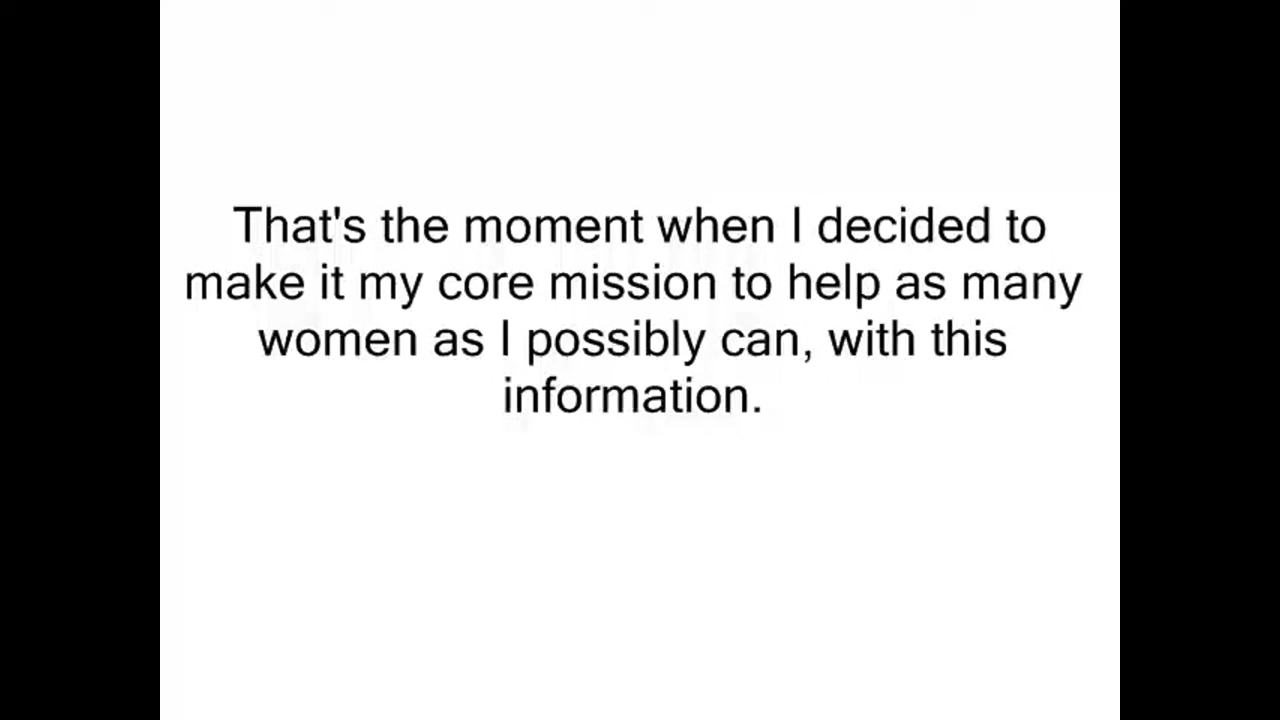 That's the moment when I decided to
make it my core mission to help as many
women as I possibly can, with this
information.